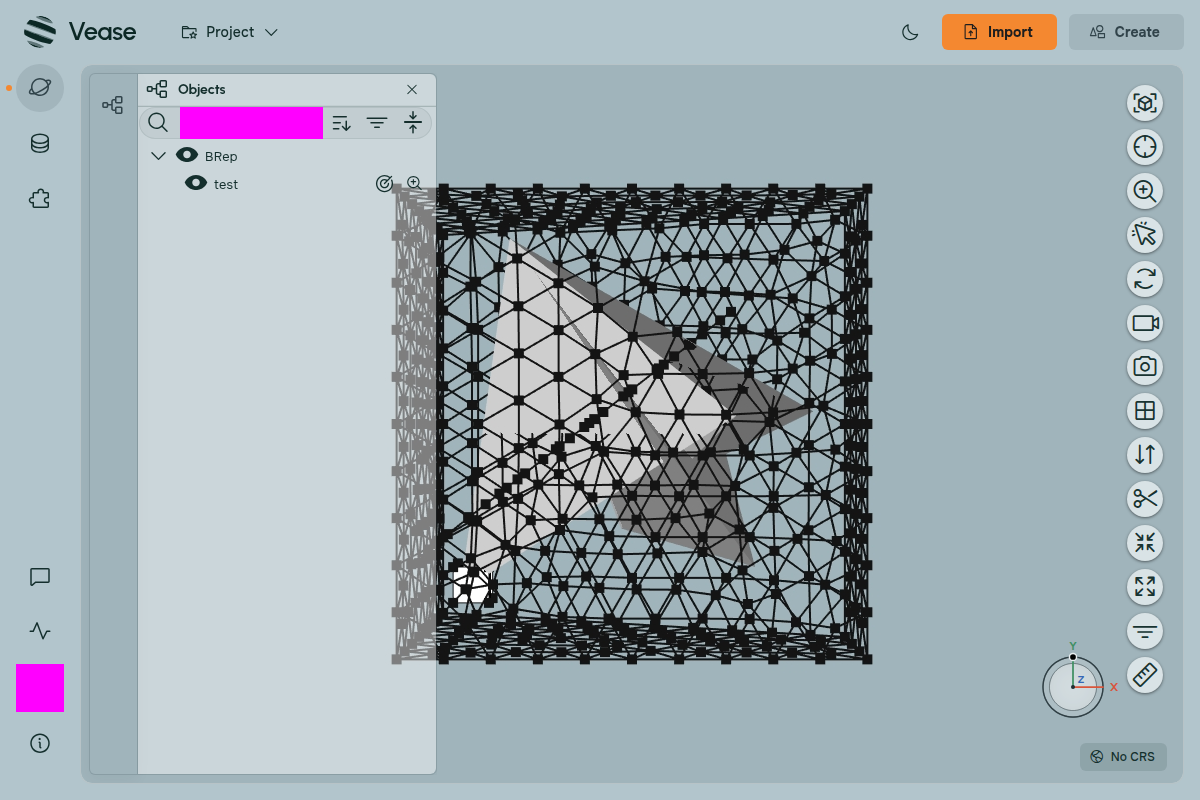 Vease
Project
Import
Create
Objects
BRep
test
Y
Z
X
No CRS